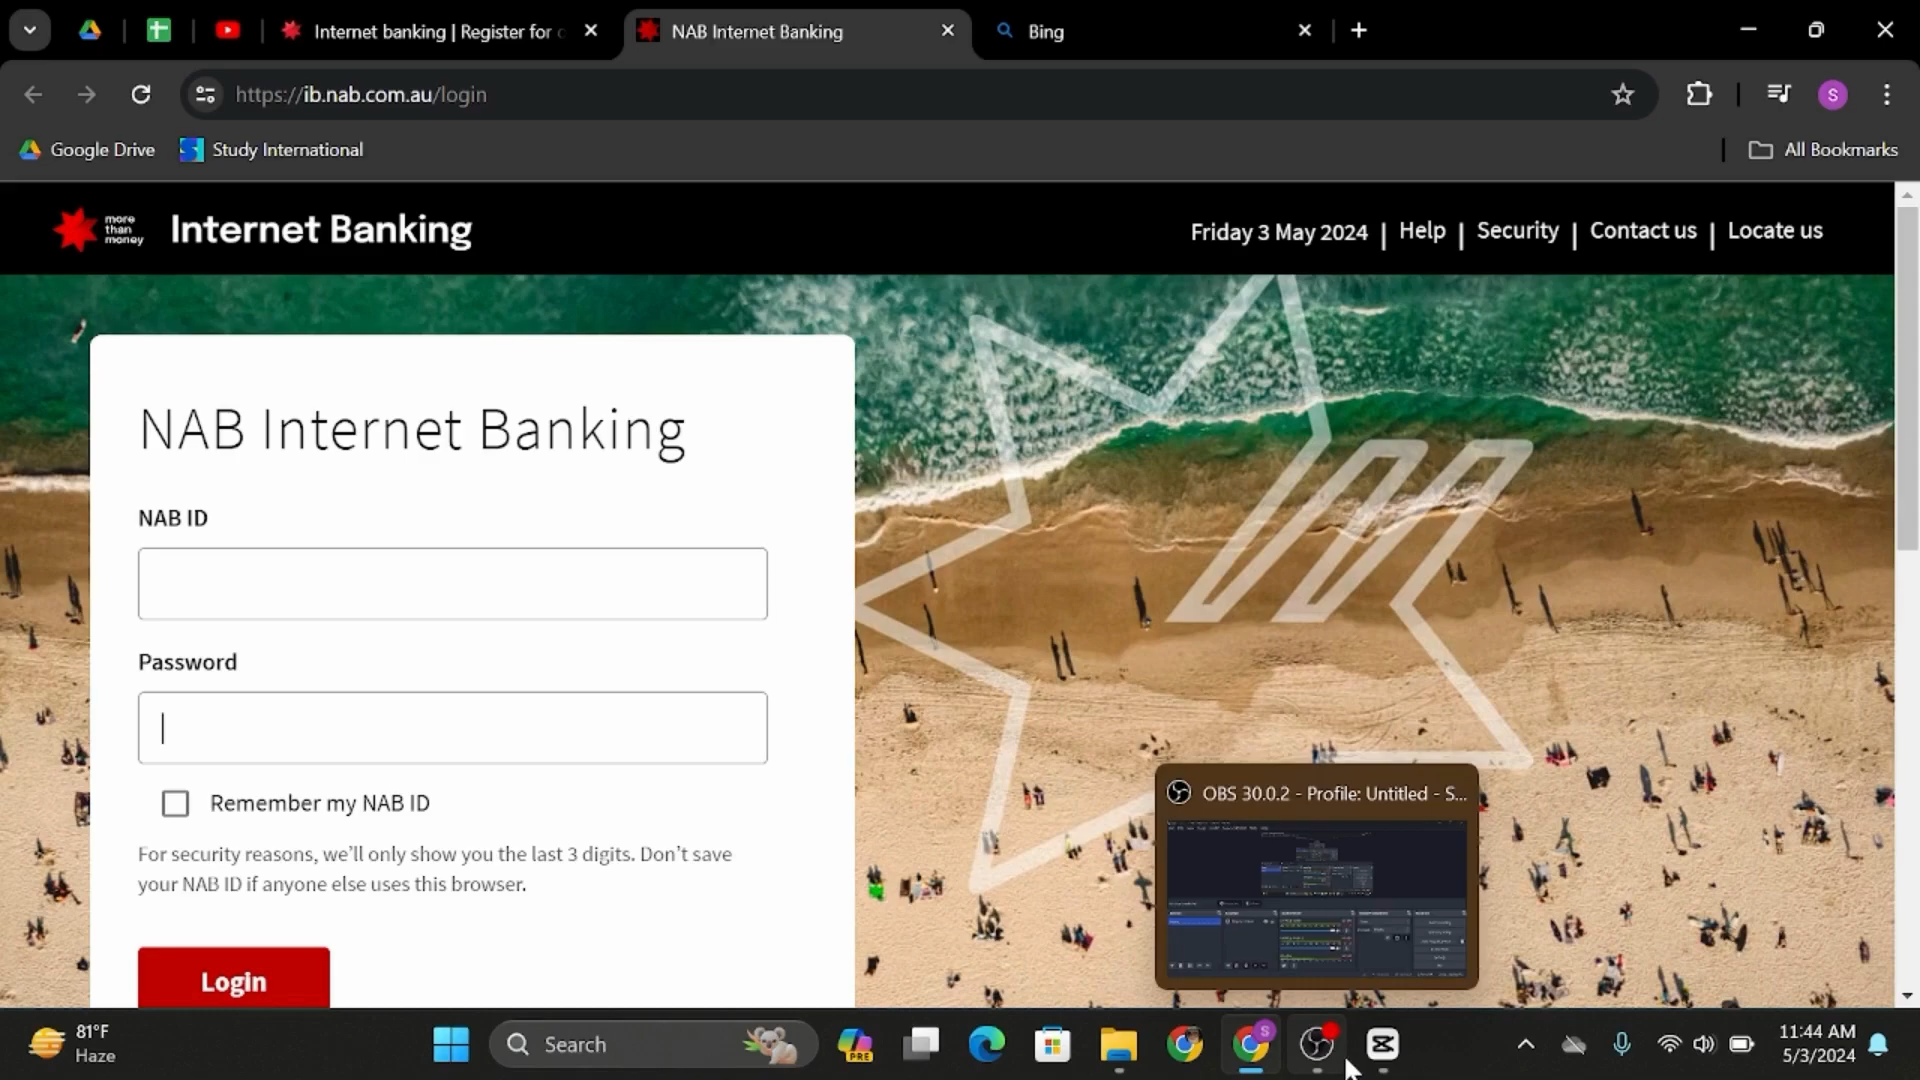 Internet banking | Register for
NAB Internet Banking
Bing
https://ib.nab.com.au/login
S
Google Drive
Study International
All Bookmarks
more
than
money
Internet Banking
Friday 3 May 2024 | Help | Security | Contact us | Locate us
NAB Internet Banking
NAB ID
Password
Remember my NAB ID
For security reasons, we'll only show you the last 3 digits. Don't save
your NAB ID if anyone else uses this browser.
Login
OBS 30.0.2 - Profile: Untitled - S...
81°F
Haze
Search
PRE
S
11:44 AM
5/3/2024